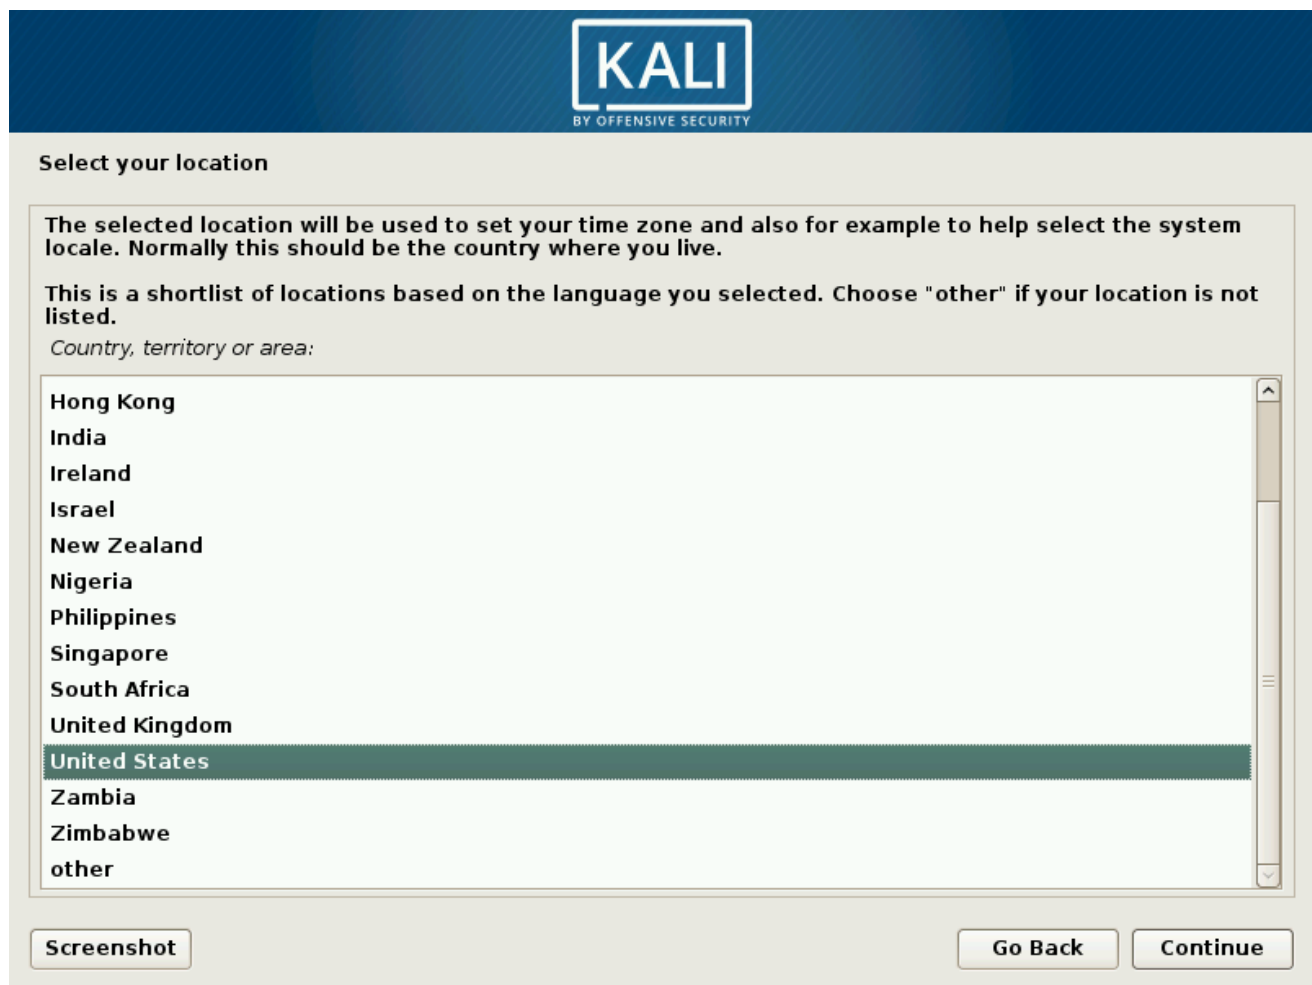 KALI
BY OFFENSIVE SECURITY
Select your location
The selected location will be used to set your time zone and also for example to help select the system
locale. Normally this should be the country where you live.
This is a shortlist of locations based on the language you selected. Choose "other" if your location is not
listed.
Country, territory or area:
Hong Kong
India
Ireland
Israel
New Zealand
Nigeria
Philippines
Singapore
South Africa
United Kingdom
United States
Zambia
Zimbabwe
other
Screenshot
Go Back
Continue